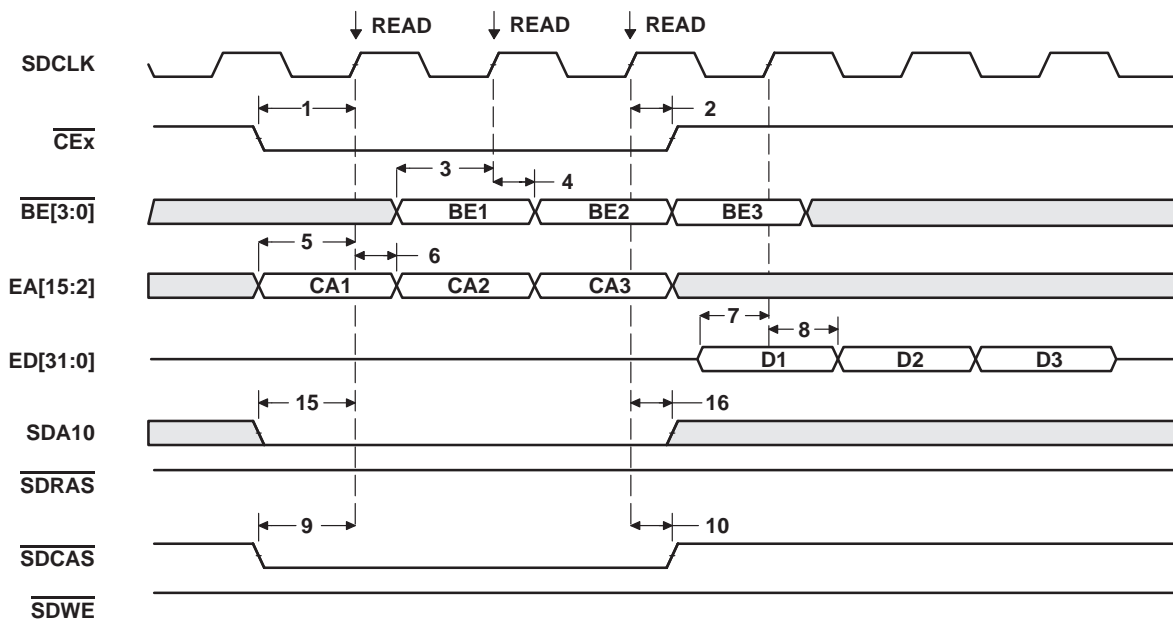 READ READ READ
SDCLK
1 2
CEx
3 4
BE[3:0] BE1 BE2 BE3
5 6
EA[15:2] CA1 CA2 CA3
7 8
ED[31:0] D1 D2 D3
15 16
SDA10
SDRAS
9 10
SDCAS
SDWE